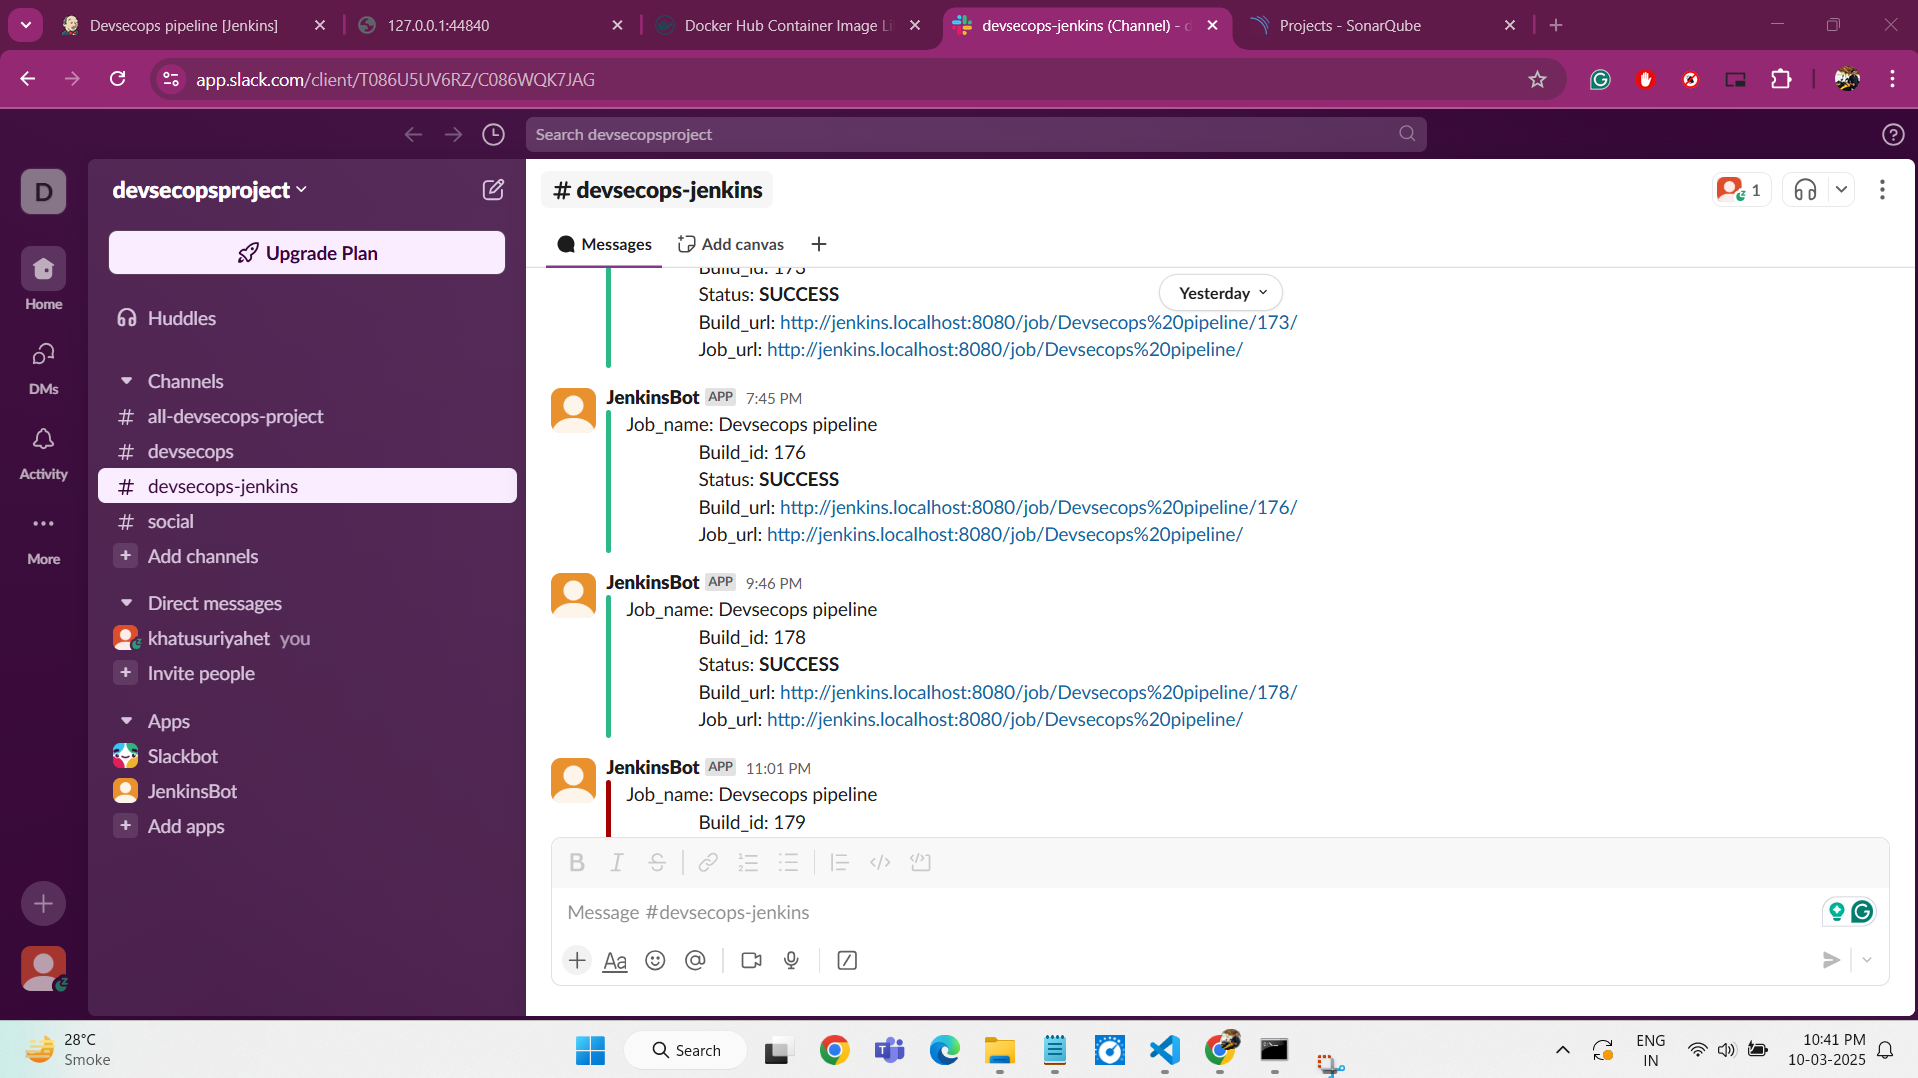 Devsecops pipeline [Jenkins]
127.0.0.1:44840
Docker Hub Container Image Li
devsecops-jenkins (Channel) - d
Projects - SonarQube
app.slack.com/client/T086U5UV6RZ/C086WQK7JAG
Search devsecopsproject
D
Home
DMs
Activity
More
devsecopsproject
Upgrade Plan
Huddles
Channels
# all-devsecops-project
# devsecops
# devsecops-jenkins
# social
+ Add channels
Direct messages
khatusuriyahet you
+ Invite people
Apps
Slackbot
JenkinsBot
+ Add apps
# devsecops-jenkins
1
Messages
Add canvas
Yesterday
Build_id: 173
Status: SUCCESS
Build_url: http://jenkins.localhost:8080/job/Devsecops%20pipeline/173/
Job_url: http://jenkins.localhost:8080/job/Devsecops%20pipeline/
JenkinsBot APP 7:45 PM
Job_name: Devsecops pipeline
Build_id: 176
Status: SUCCESS
Build_url: http://jenkins.localhost:8080/job/Devsecops%20pipeline/176/
Job_url: http://jenkins.localhost:8080/job/Devsecops%20pipeline/
JenkinsBot APP 9:46 PM
Job_name: Devsecops pipeline
Build_id: 178
Status: SUCCESS
Build_url: http://jenkins.localhost:8080/job/Devsecops%20pipeline/178/
Job_url: http://jenkins.localhost:8080/job/Devsecops%20pipeline/
JenkinsBot APP 11:01 PM
Job_name: Devsecops pipeline
Build_id: 179
Message #devsecops-jenkins
Aa
28°C
Smoke
Search
ENG
IN
10:41 PM
10-03-2025